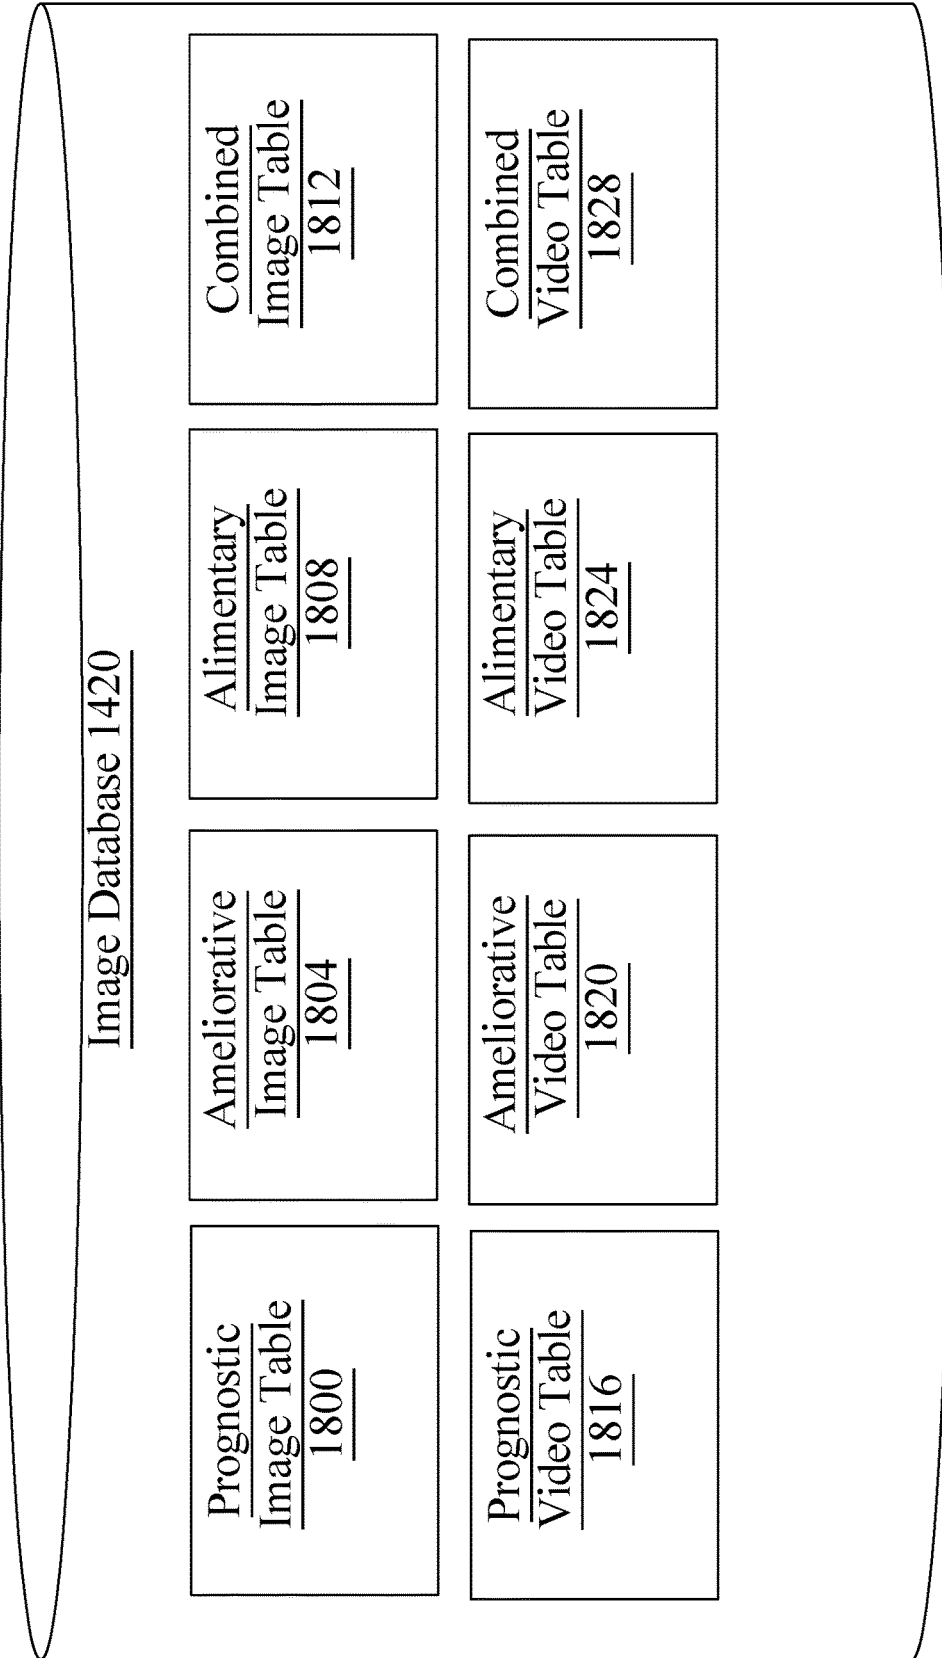 Image Database 1420
Prognostic
Image Table
1800
Ameliorative
Image Table
1804
Alimentary
Image Table
1808
Combined
Image Table
1812
Prognostic
Video Table
1816
Ameliorative
Video Table
1820
Alimentary
Video Table
1824
Combined
Video Table
1828